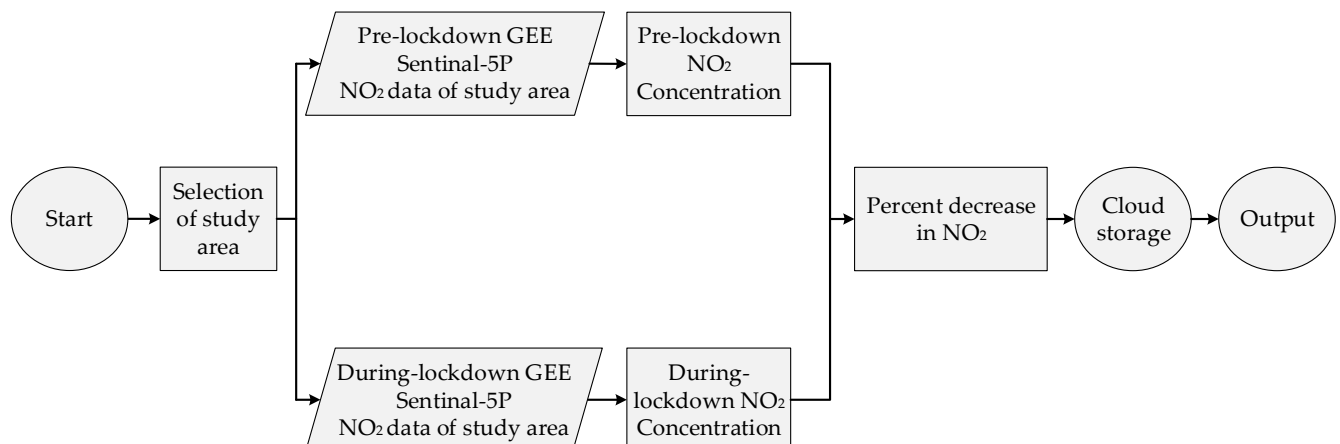 Start
Selection
of study
area
Pre-lockdown GEE
Sentinal-5P
NO₂ data of study area
Pre-lockdown
NO₂
Concentration
During-lockdown GEE
Sentinal-5P
NO₂ data of study area
During-
lockdown NO₂
Concentration
Percent decrease
in NO₂
Cloud
storage
Output